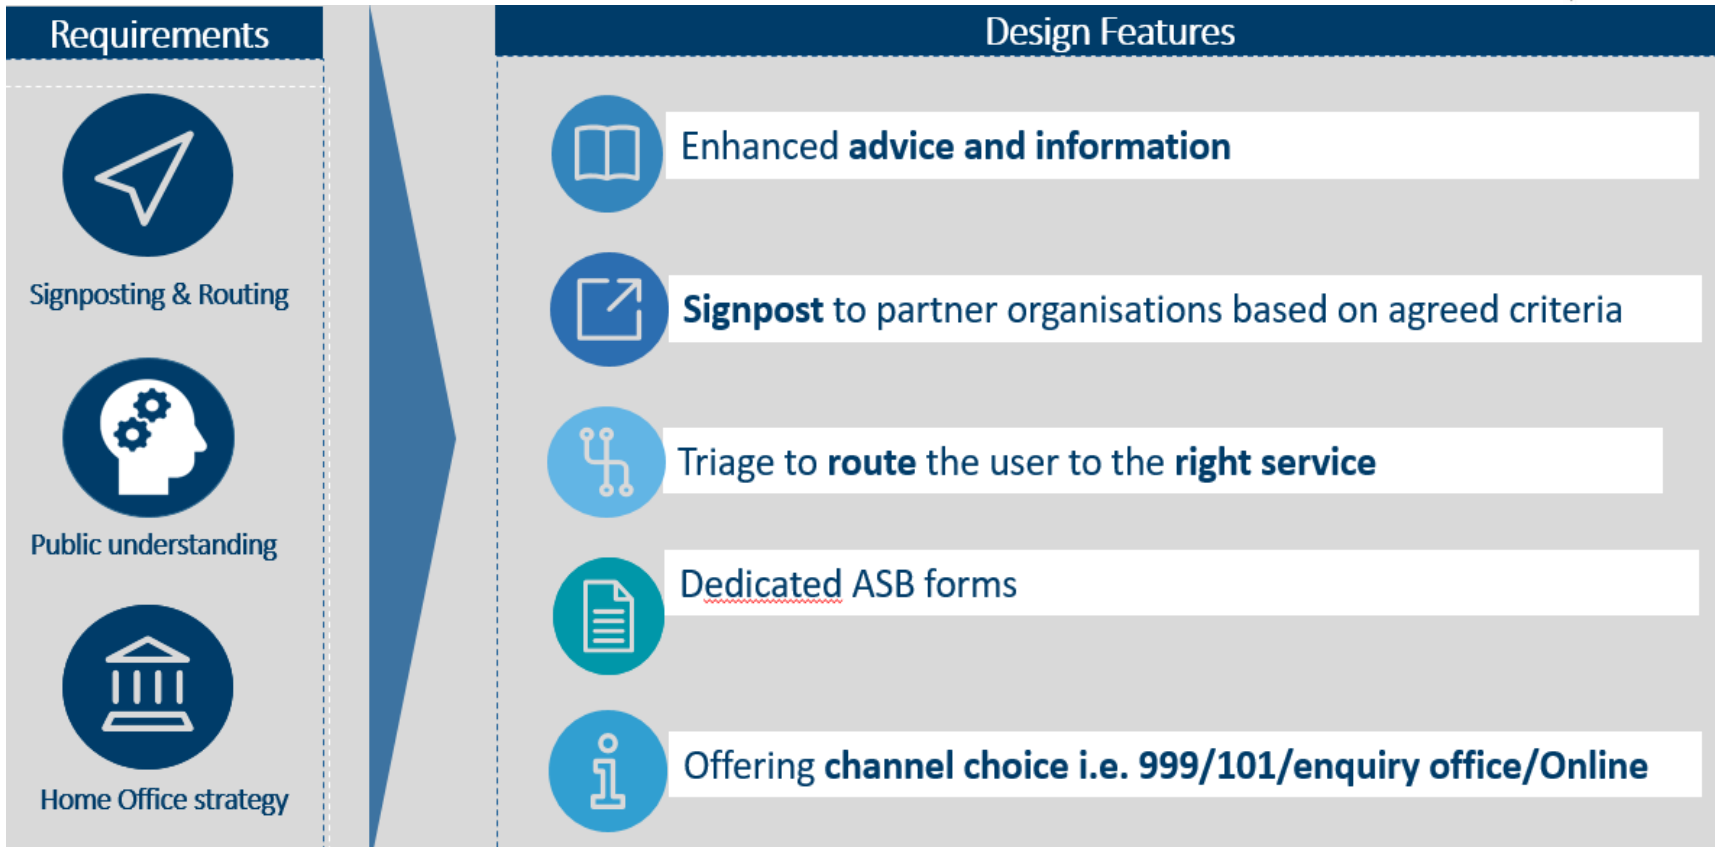 Requirements
Signposting & Routing
Public understanding
Home Office strategy
Design Features
Enhanced advice and information
Signpost to partner organisations based on agreed criteria
Triage to route the user to the right service
Dedicated ASB forms
Offering channel choice i.e. 999/101/enquiry office/Online